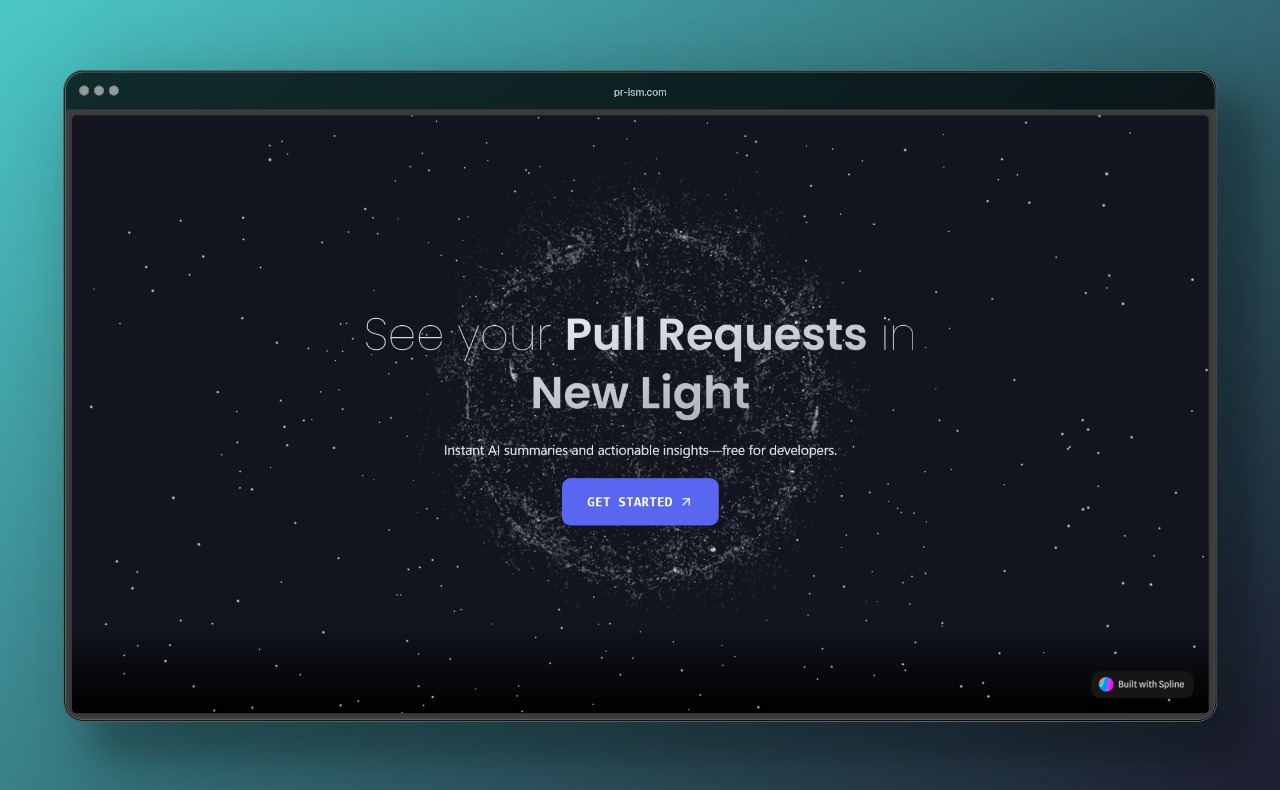 pr-ism.com
See your Pull Requests in
New Light
Instant AI summaries and actionable insights—free for developers.
GET STARTED
Built with Spline